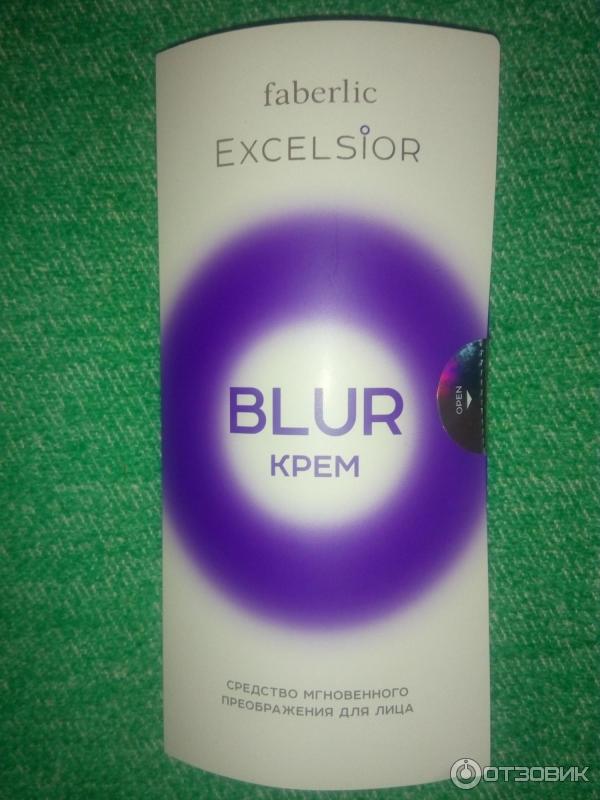 faberlic
EXCELSIOR
BLUR
КРЕМ
OPEN
СРЕДСТВО МГНОВЕННОГО
ПРЕОБРАЖЕНИЯ ДЛЯ ЛИЦА
ОТЗОВИК